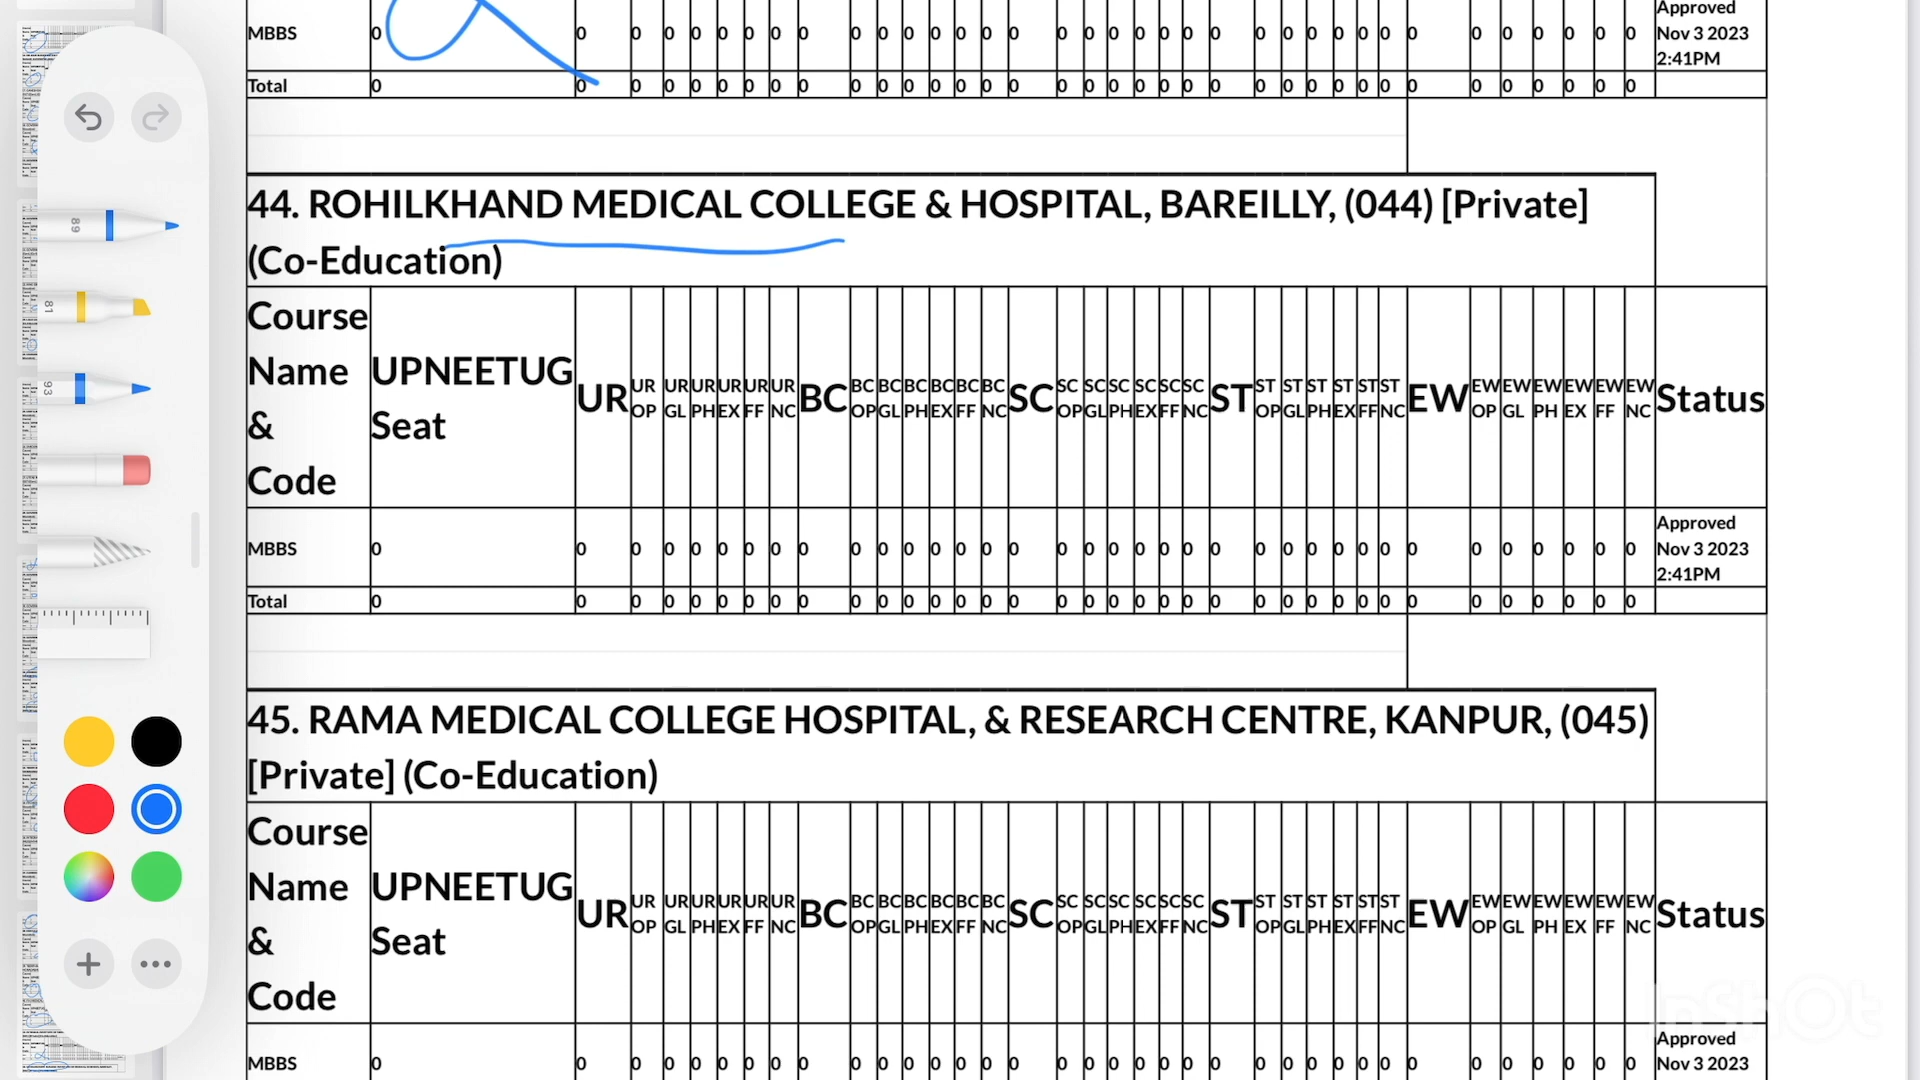 MBBS 0 0 0 0 0 0 0 0 0 0 0 0 0 0 0 0 0 0 0 0 0 0 0 0 0 0 0 0 0 0 0 0 0 0 0 0 Approved Nov 3 2023 2:41PM
Total 0 0 0 0 0 0 0 0 0 0 0 0 0 0 0 0 0 0 0 0 0 0 0 0 0 0 0 0 0 0 0 0 0 0 0 0
44. ROHILKHAND MEDICAL COLLEGE & HOSPITAL, BAREILLY, (044) [Private]
(Co-Education)
Course Name & Code UPNEETUG Seat UR UR OP UR GL UR PH UR EX UR FF UR NC BC BC OP BC GL BC PH BC EX BC FF BC NC SC SC OP SC GL SC PH SC EX SC FF SC NC ST ST OP ST GL ST PH ST EX ST FF ST NC EW EW OP EW GL EW PH EW EX EW FF EW NC Status
MBBS 0 0 0 0 0 0 0 0 0 0 0 0 0 0 0 0 0 0 0 0 0 0 0 0 0 0 0 0 0 0 0 0 0 0 0 0 Approved Nov 3 2023 2:41PM
Total 0 0 0 0 0 0 0 0 0 0 0 0 0 0 0 0 0 0 0 0 0 0 0 0 0 0 0 0 0 0 0 0 0 0 0 0
45. RAMA MEDICAL COLLEGE HOSPITAL, & RESEARCH CENTRE, KANPUR, (045)
[Private] (Co-Education)
Course Name & Code UPNEETUG Seat UR UR OP UR GL UR PH UR EX UR FF UR NC BC BC OP BC GL BC PH BC EX BC FF BC NC SC SC OP SC GL SC PH SC EX SC FF SC NC ST ST OP ST GL ST PH ST EX ST FF ST NC EW EW OP EW GL EW PH EW EX EW FF EW NC Status
MBBS 0 0 0 0 0 0 0 0 0 0 0 0 0 0 0 0 0 0 0 0 0 0 0 0 0 0 0 0 0 0 0 0 0 0 0 0 Approved Nov 3 2023
89
81
93
InShOt